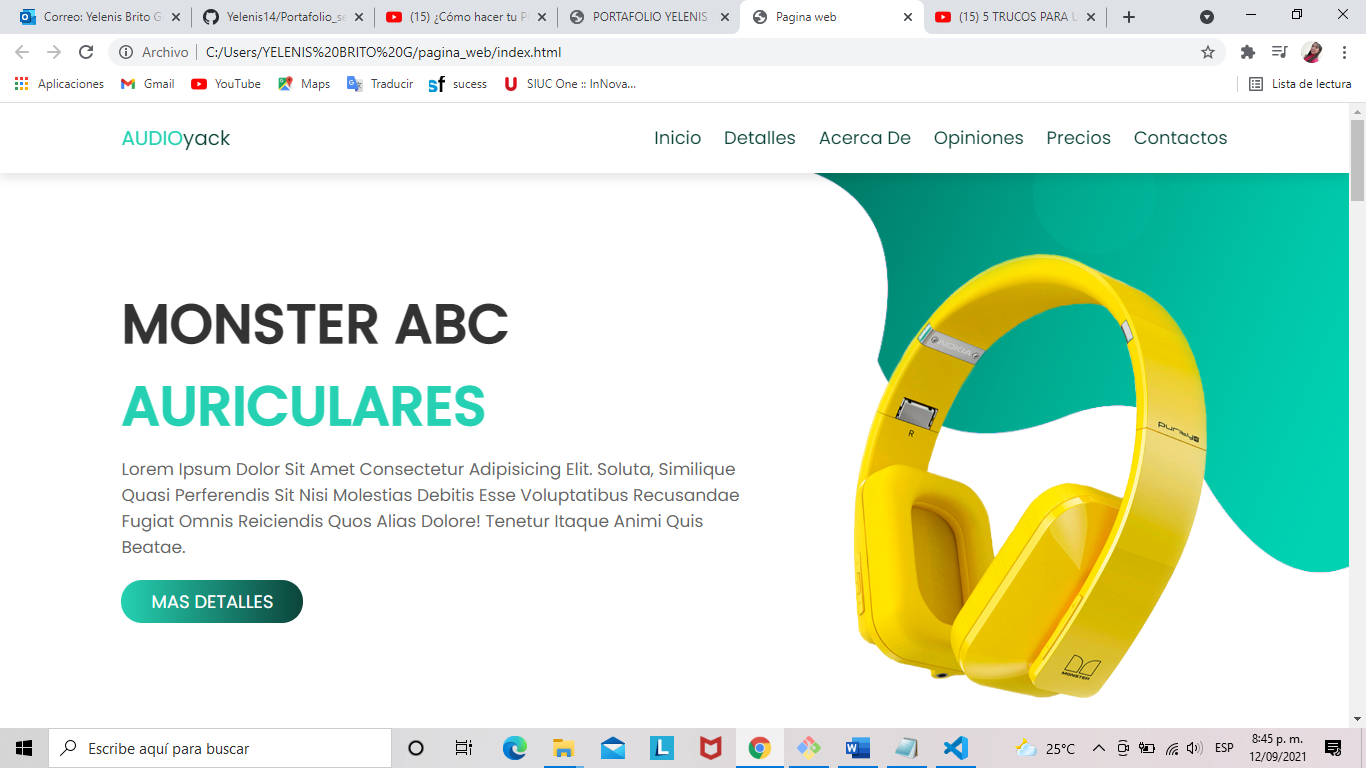 Correo: Yelenis Brito G
Yelenis14/Portafolio_se
(15) ¿Cómo hacer tu P
PORTAFOLIO YELENIS
Pagina web
(15) 5 TRUCOS PARA U
Archivo
C:/Users/YELENIS%20BRITO%20G/pagina_web/index.html
Aplicaciones
Gmail
YouTube
Maps
Traducir
sucess
SIUC One :: InNova...
Lista de lectura
AUDIOyack
Inicio
Detalles
Acerca De
Opiniones
Precios
Contactos
MONSTER ABC
AURICULARES
Lorem Ipsum Dolor Sit Amet Consectetur Adipisicing Elit. Soluta, Similique
Quasi Perferendis Sit Nisi Molestias Debitis Esse Voluptatibus Recusandae
Fugiat Omnis Reiciendis Quos Alias Dolore! Tenetur Itaque Animi Quis
Beatae.
MAS DETALLES
NOKIA
R
MONSTER
Escribe aquí para buscar
25°C
ESP
8:45 p. m.
12/09/2021